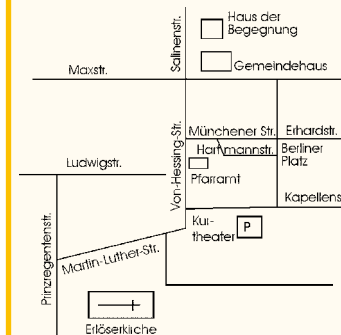 Haus der
Begegnung
Salinenstr.
Gemeindehaus
Maxstr.
Von-Hessing-Str.
Münchener Str.
Erhardstr.
Hartmannstr.
Berliner
Platz
Ludwigstr.
Pfarramt
Kapellens
Prinzregentenstr.
Kur-
theater
P
Martin-Luther-Str.
Erlöserkirche